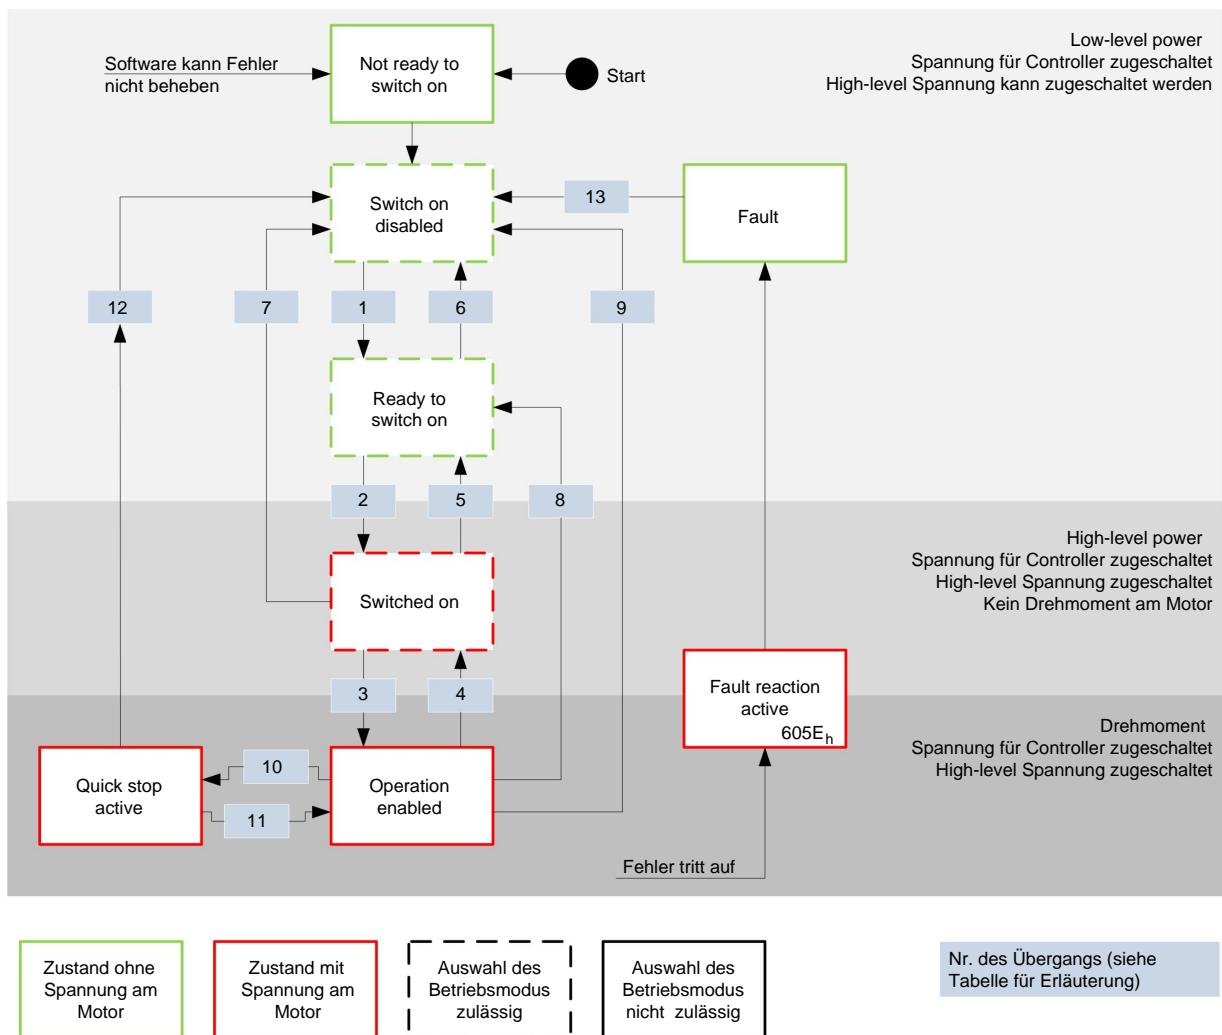 Low-level power
Spannung für Controller zugeschaltet
High-level Spannung kann zugeschaltet werden
Software kann Fehler
nicht beheben
Not ready to
switch on
Start
Switch on
disabled
13
Fault
12
7
1
6
9
Ready to
switch on
2
5
8
High-level power
Spannung für Controller zugeschaltet
High-level Spannung zugeschaltet
Kein Drehmoment am Motor
Switched on
3
4
Fault reaction
active
605Eh
Drehmoment
Spannung für Controller zugeschaltet
High-level Spannung zugeschaltet
Quick stop
active
10
11
Operation
enabled
Fehler tritt auf
Zustand ohne
Spannung am
Motor
Zustand mit
Spannung am
Motor
Auswahl des
Betriebsmodus
zulässig
Auswahl des
Betriebsmodus
nicht zulässig
Nr. des Übergangs (siehe
Tabelle für Erläuterung)